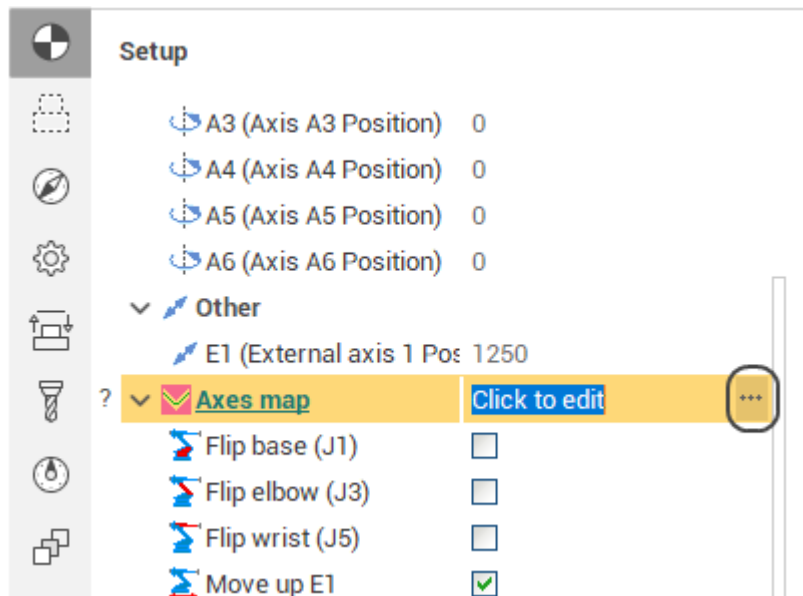 Setup
A3 (Axis A3 Position) 0
A4 (Axis A4 Position) 0
A5 (Axis A5 Position) 0
A6 (Axis A6 Position) 0
Other
E1 (External axis 1 Pos 1250
? Axes map Click to edit ...
Flip base (J1)
Flip elbow (J3)
Flip wrist (J5)
Move up E1